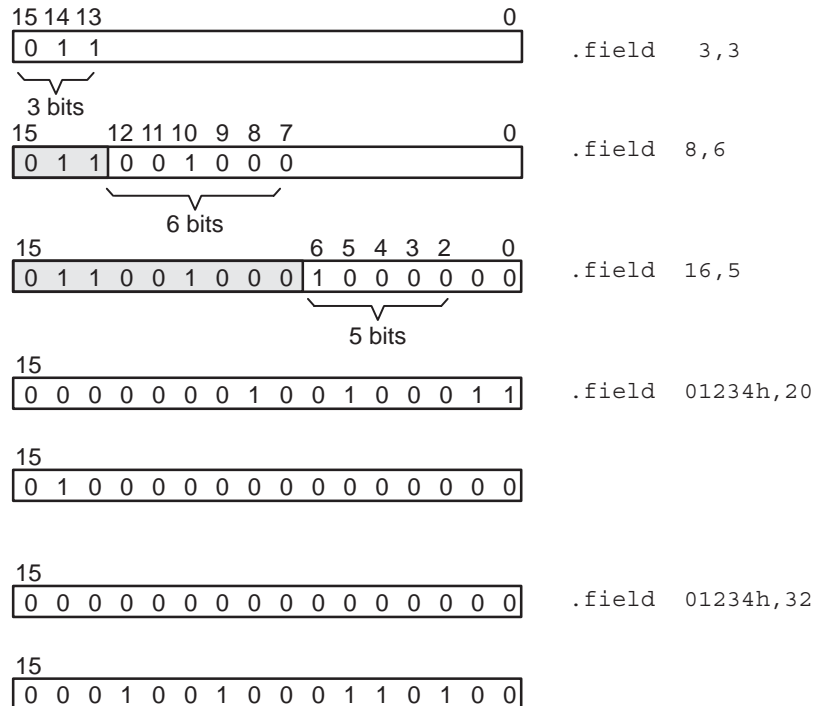 15 14 13 0
0 1 1 .field 3,3
3 bits
15 12 11 10 9 8 7 0
0 1 1 0 0 1 0 0 0 .field 8,6
6 bits
15 6 5 4 3 2 0
0 1 1 0 0 1 0 0 0 1 0 0 0 0 0 0 .field 16,5
5 bits
15
0 0 0 0 0 0 0 1 0 0 1 0 0 0 1 1 .field 01234h,20
15
0 1 0 0 0 0 0 0 0 0 0 0 0 0 0 0
15
0 0 0 0 0 0 0 0 0 0 0 0 0 0 0 0 .field 01234h,32
15
0 0 0 1 0 0 1 0 0 0 1 1 0 1 0 0